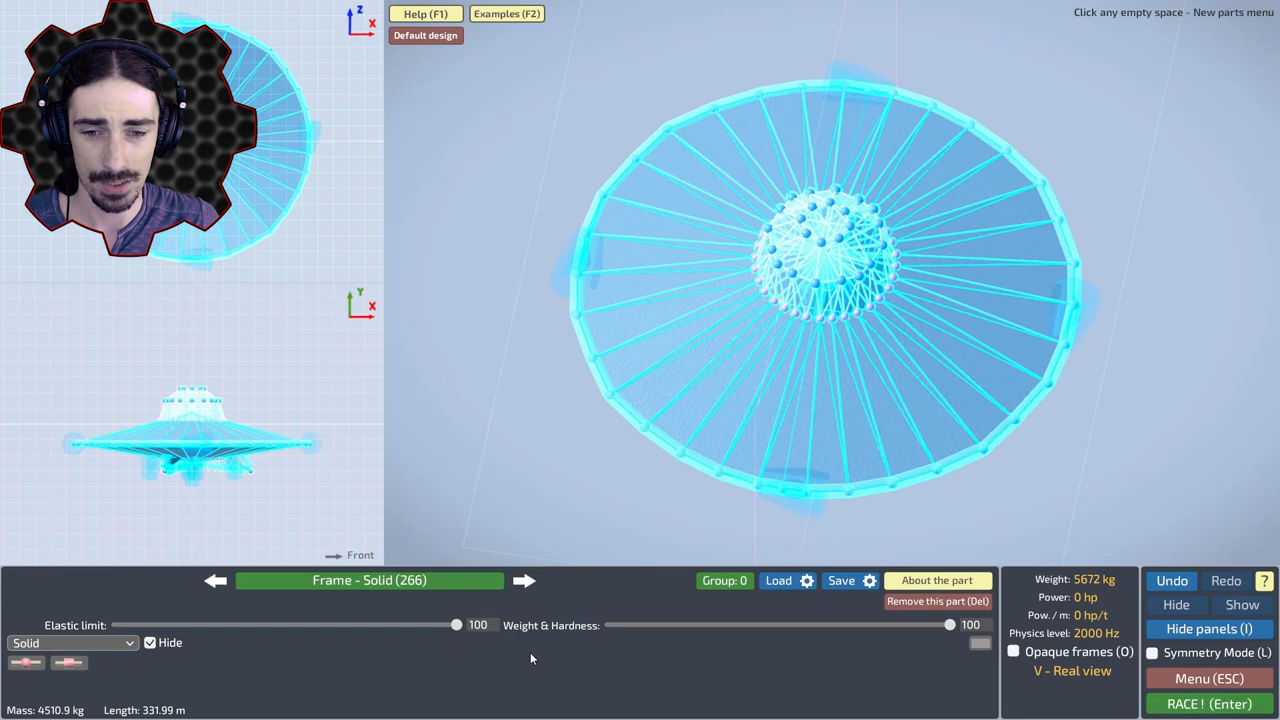 Z
X
Help (F1)
Examples (F2)
Default design
Click any empty space - New parts menu
Y
X
Front
Frame - Solid (266)
Group: 0
Load
Save
About the part
Remove this part (Del)
Elastic limit:
100
Weight & Hardness:
100
Solid
Hide
Mass: 4510.9 kg
Length: 331.99 m
Weight: 5672 kg
Power: 0 hp
Pow. / m: 0 hp/t
Physics level: 2000 Hz
Opaque frames (O)
V - Real view
Undo
Redo
?
Hide
Show
Hide panels (I)
Symmetry Mode (L)
Menu (ESC)
RACE! (Enter)